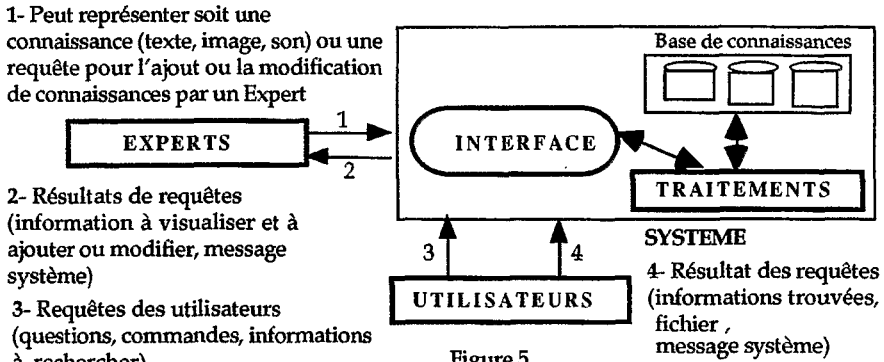 1- Peut représenter soit une
connaissance (texte, image, son) ou une
requête pour l'ajout ou la modification
de connaissances par un Expert
Base de connaissances
EXPERTS
1
2
INTERFACE
TRAITEMENTS
2- Résultats de requêtes
(information à visualiser et à
ajouter ou modifier, message
système)
3
4
SYSTEME
UTILISATEURS
4- Résultat des requêtes
(informations trouvées,
fichier ,
message système)
3- Requêtes des utilisateurs
(questions, commandes, informations
à rechercher)
Figure 5